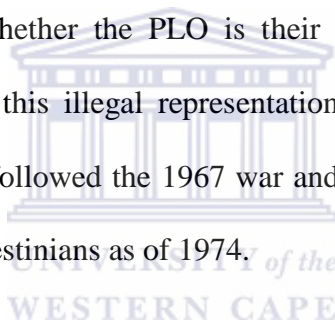 hether the PLO is their
this illegal representation
ollowed the 1967 war and
estinians as of 1974.
UNIVERSITY of the
WESTERN CAPE